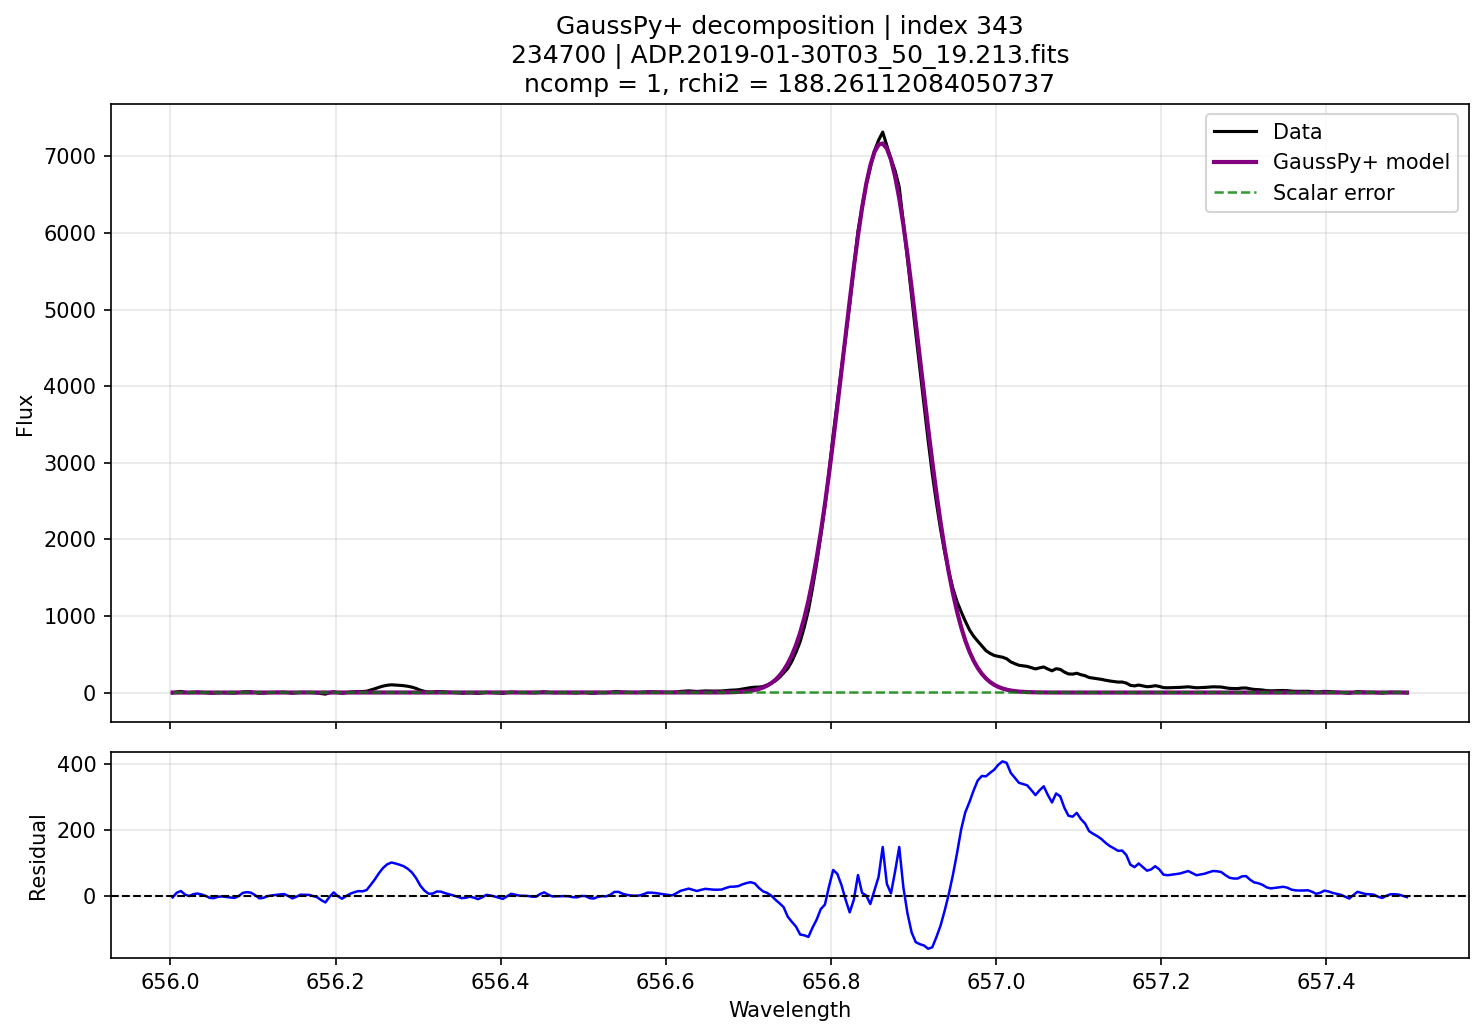 GaussPy+ decomposition | index 343
234700 | ADP.2019-01-30T03_50_19.213.fits
ncomp = 1, rchi2 = 188.26112084050737
Data
GaussPy+ model
Scalar error
7000
6000
5000
4000
3000
2000
1000
0
Flux
400
200
0
Residual
656.0 656.2 656.4 656.6 656.8 657.0 657.2 657.4
Wavelength